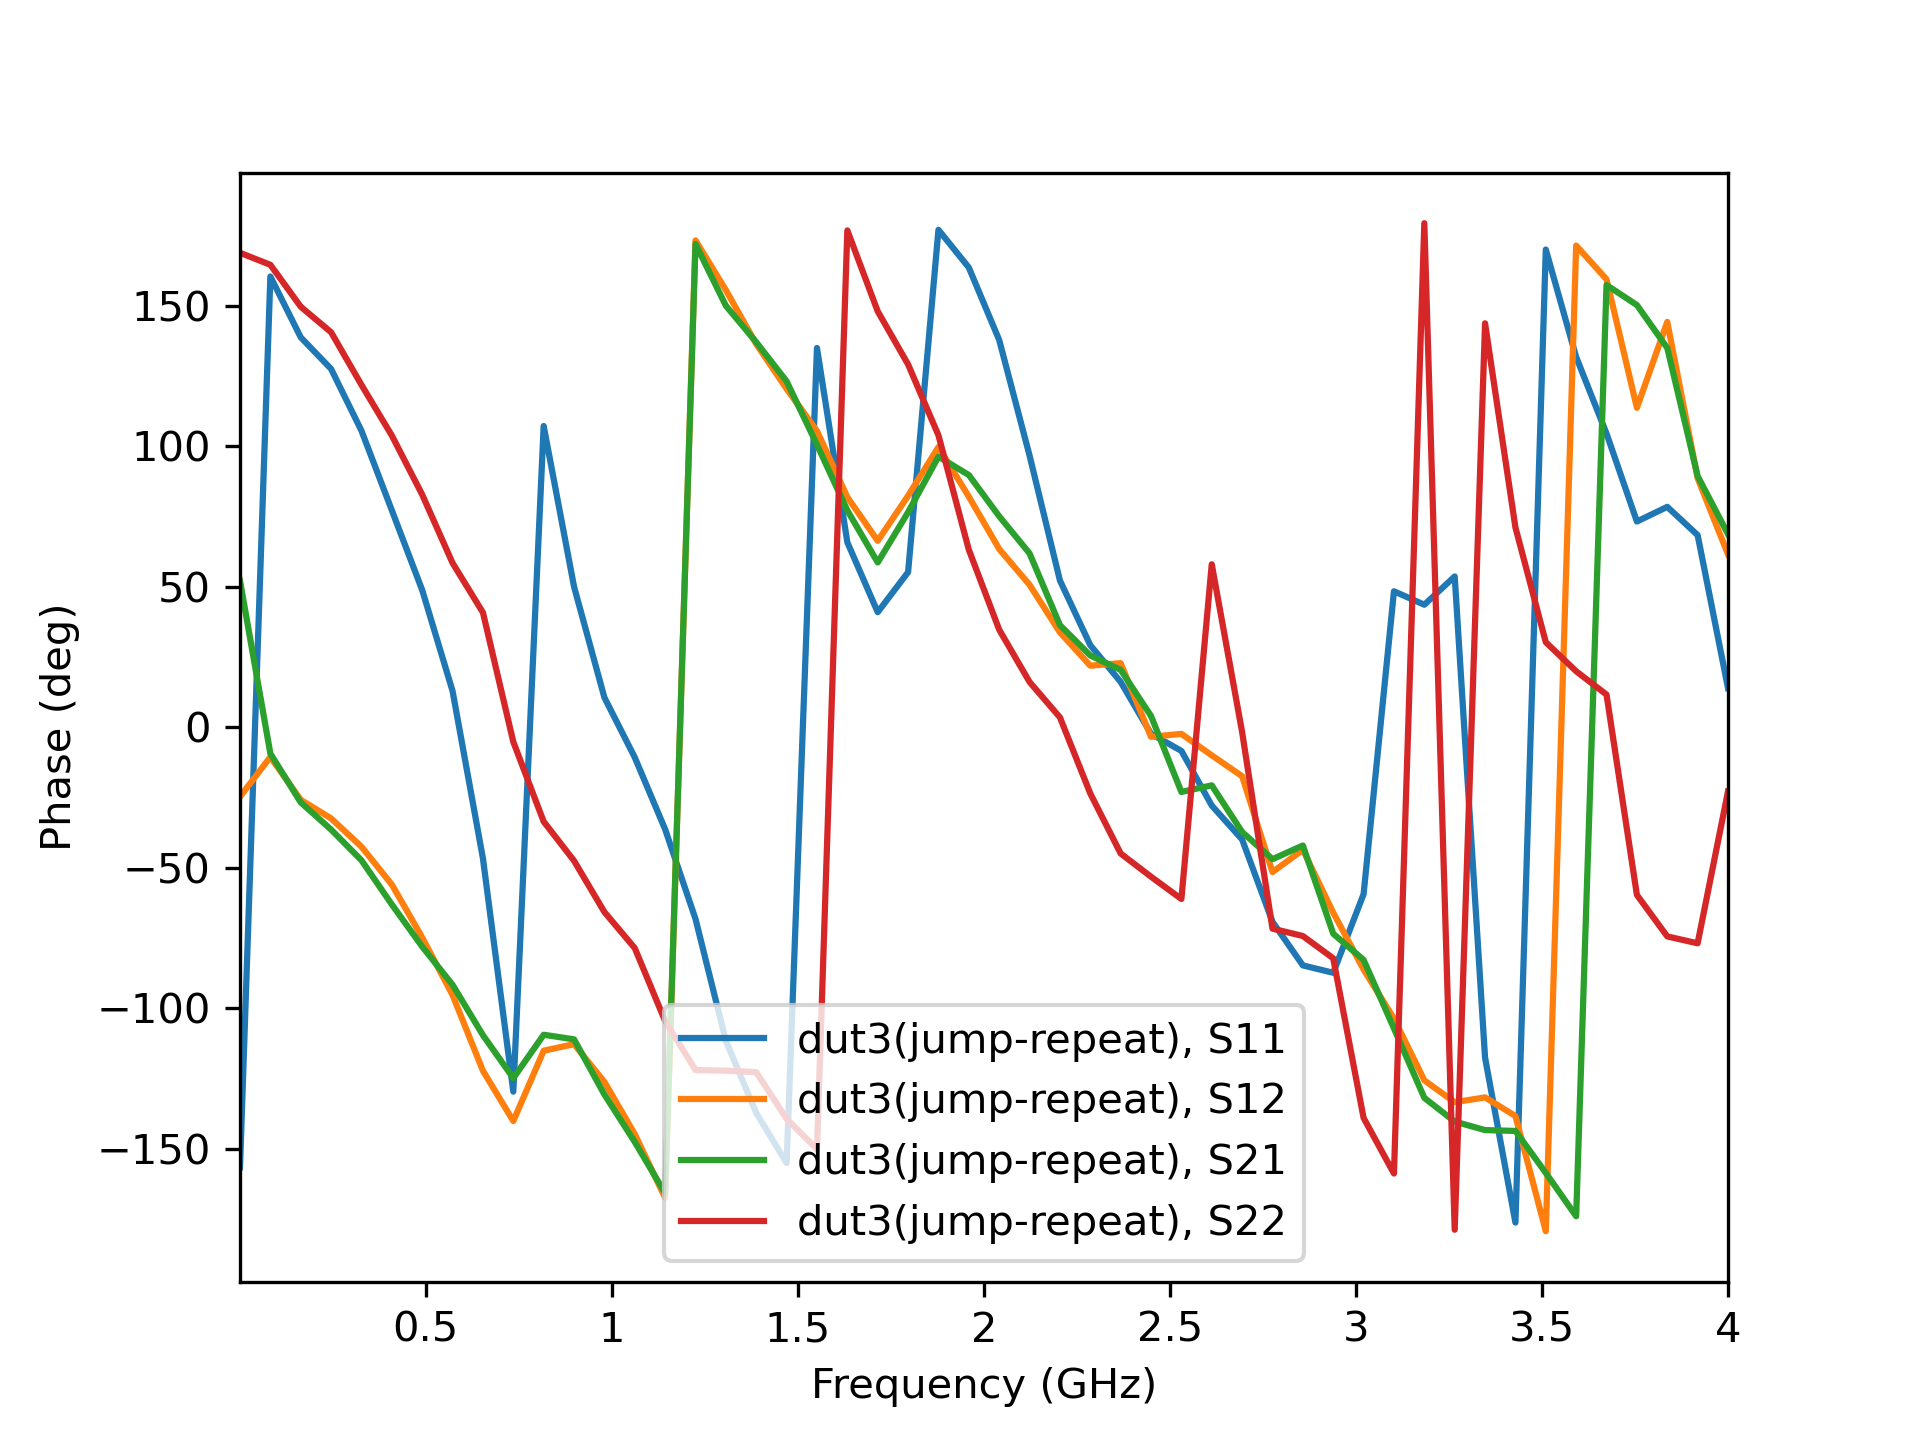 150
100
50
0
−50
−100
−150
Phase (deg)
dut3(jump-repeat), S11
dut3(jump-repeat), S12
dut3(jump-repeat), S21
dut3(jump-repeat), S22
0.5 1 1.5 2 2.5 3 3.5 4
Frequency (GHz)